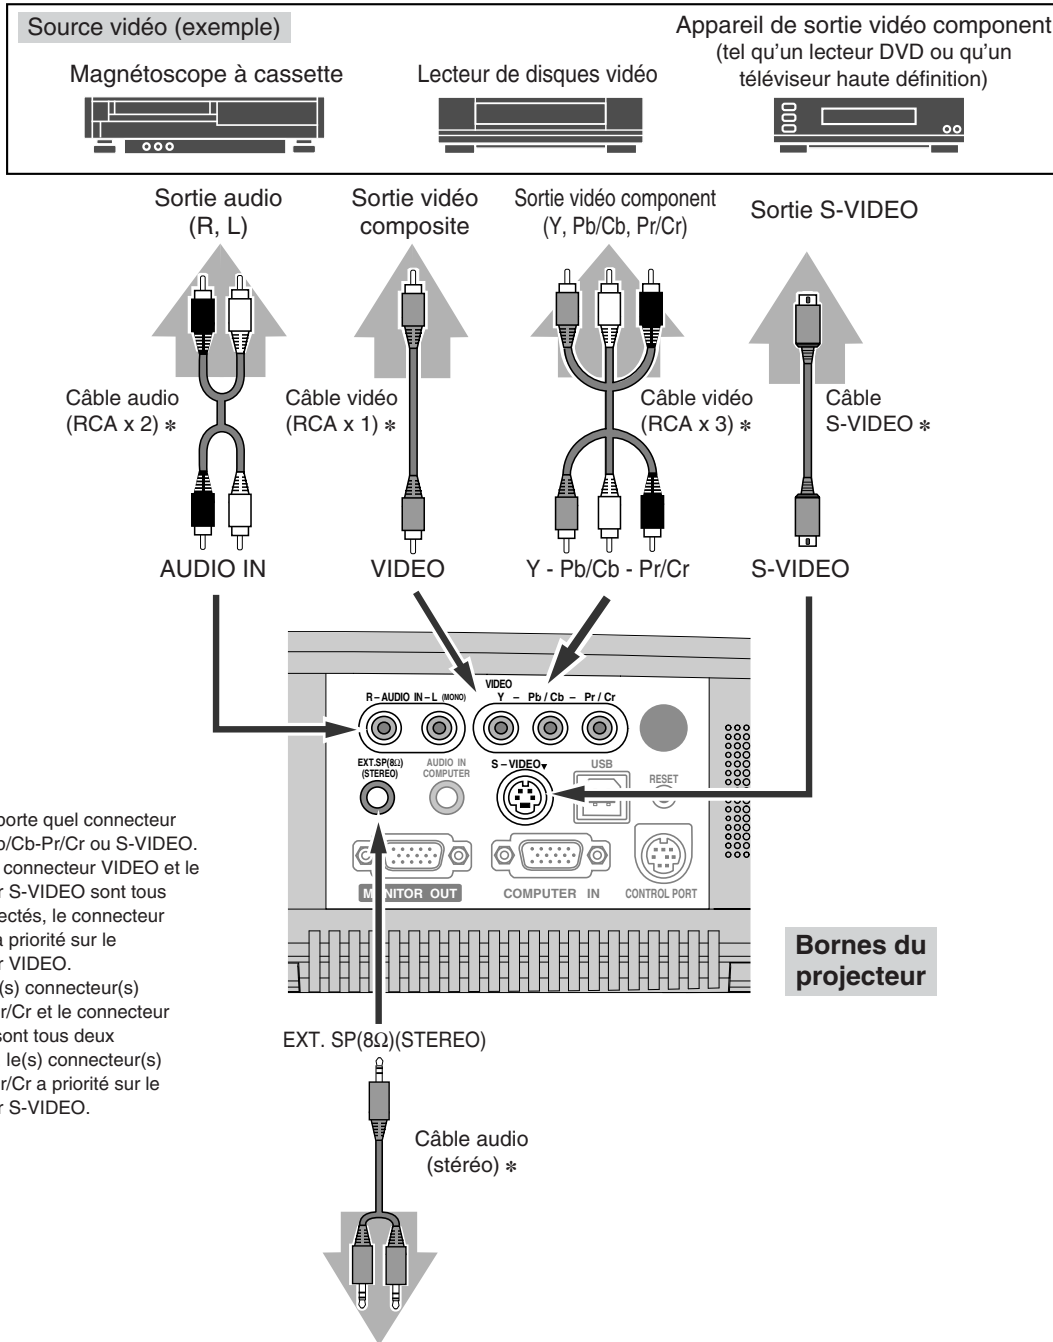 Source vidéo (exemple)
Appareil de sortie vidéo component
(tel qu'un lecteur DVD ou qu'un
téléviseur haute définition)
Magnétoscope à cassette
Lecteur de disques vidéo
Sortie audio
(R, L)
Sortie vidéo
composite
Sortie vidéo component
(Y, Pb/Cb, Pr/Cr)
Sortie S-VIDEO
Câble audio
(RCA x 2) ✻
Câble vidéo
(RCA x 1) ✻
Câble vidéo
(RCA x 3) ✻
Câble
S-VIDEO ✻
AUDIO IN
VIDEO
Y - Pb/Cb - Pr/Cr
S-VIDEO
VIDEO
R – AUDIO IN – L (MONO)
Y – Pb / Cb – Pr / Cr
EXT.SP(8Ω)
(STEREO)
AUDIO IN
COMPUTER
S – VIDEO▼
USB
RESET
MONITOR OUT
COMPUTER IN
CONTROL PORT
porte quel connecteur
b/Cb-Pr/Cr ou S-VIDEO.
connecteur VIDEO et le
r S-VIDEO sont tous
ectés, le connecteur
a priorité sur le
r VIDEO.
(s) connecteur(s)
r/Cr et le connecteur
sont tous deux
le(s) connecteur(s)
r/Cr a priorité sur le
r S-VIDEO.
Bornes du
projecteur
EXT. SP(8Ω)(STEREO)
Câble audio
(stéréo) ✻